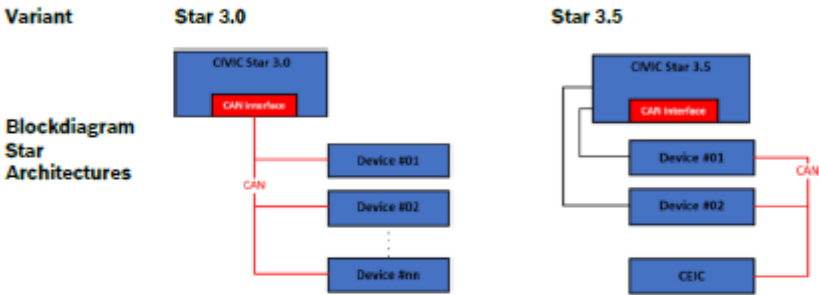 Variant
Star 3.0
Star 3.5
Blockdiagram
Star
Architectures
CIVIC Star 3.0
CAN Interface
CAN
Device #01
Device #02
Device #nn
CIVIC Star 3.5
CAN Interface
Device #01
CAN
Device #02
CEIC